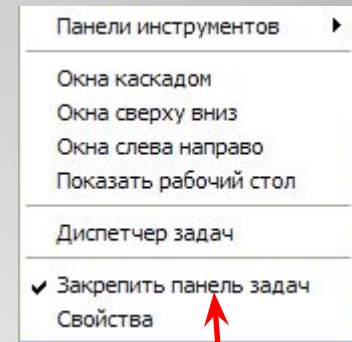 Панели инструментов
Окна каскадом
Окна сверху вниз
Окна слева направо
Показать рабочий стол
Диспетчер задач
Закрепить панель задач
Свойства